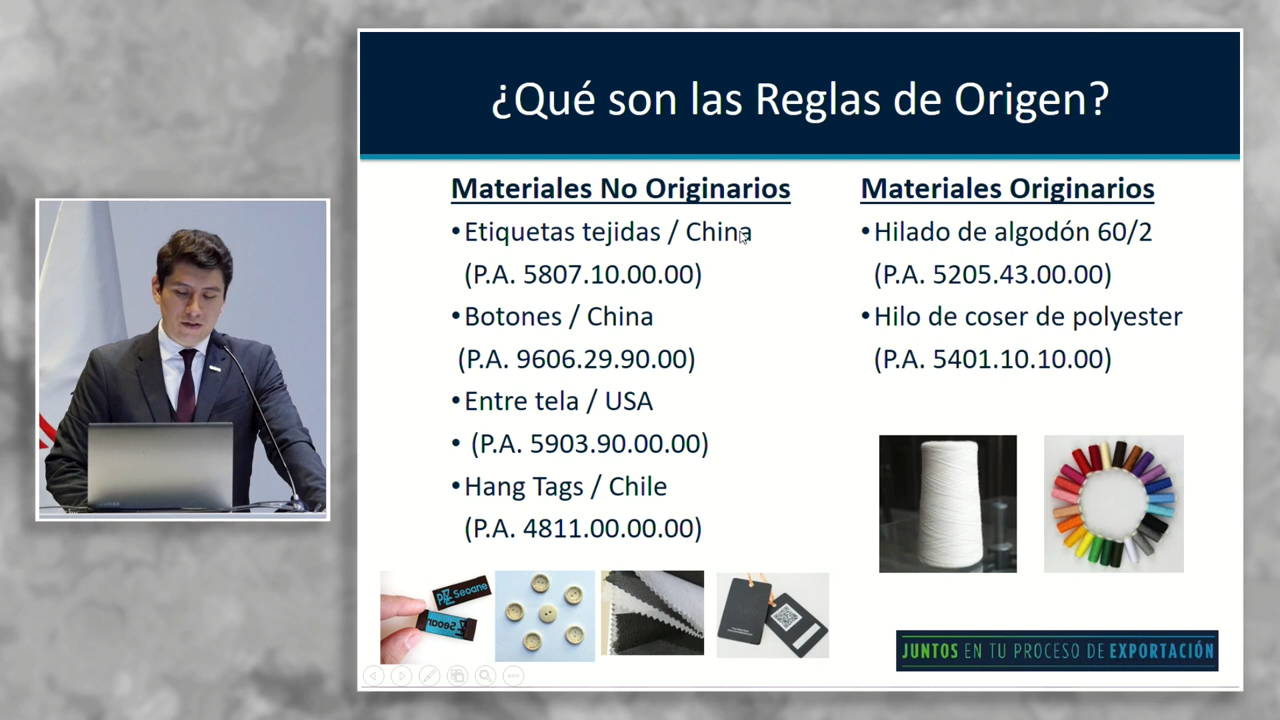 ¿Qué son las Reglas de Origen?
Materiales No Originarios
•Etiquetas tejidas / China
(P.A. 5807.10.00.00)
•Botones / China
(P.A. 9606.29.90.00)
•Entre tela / USA
• (P.A. 5903.90.00.00)
•Hang Tags / Chile
(P.A. 4811.00.00.00)
Materiales Originarios
•Hilado de algodón 60/2
(P.A. 5205.43.00.00)
•Hilo de coser de polyester
(P.A. 5401.10.10.00)
Seoane
JUNTOS EN TU PROCESO DE EXPORTACIÓN